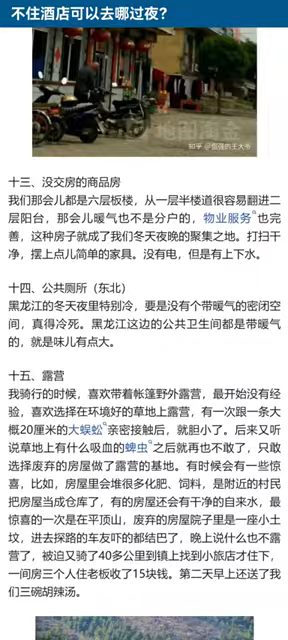 不住酒店可以去哪过夜?
知乎 @倔强的王大爷
十三、没交房的商品房
我们那会儿都是六层板楼，从一层半楼道很容易翻进二
层阳台，那会儿暖气也不是分户的，物业服务也完
善，这种房子就成了我们冬天夜晚的聚集之地。打扫干
净，摆上点儿简单的家具。没有电，但是有上下水。
十四、公共厕所（东北）
黑龙江的冬天夜里特别冷，要是没有个带暖气的密闭空
间，真得冷死。黑龙江这边的公共卫生间都是带暖气
的，就是味儿有点大。
十五、露营
我骑行的时候，喜欢带着帐篷野外露营，最开始没有经
验，喜欢选择在环境好的草地上露营，有一次跟一条大
概20厘米的大蜈蚣亲密接触后，就胆小了。后来又听
说草地上有什么吸血的蜱虫之后就再也不敢了，只敢
选择废弃的房屋做了露营的基地。有时候会有一些惊
喜，比如，房屋里会堆很多化肥、饲料，是附近的村民
把房屋当成仓库了，有的房屋还会有干净的自来水，最
惊喜的一次是在平顶山，废弃的房屋院子里是一座小土
坟，进去探路的车友吓的都结巴了，晚上说什么也不露
营了，被迫又骑了40多公里到镇上找到小旅店才住下，
一间房三个人住老板收了15块钱。第二天早上还送了我
们三碗胡辣汤。